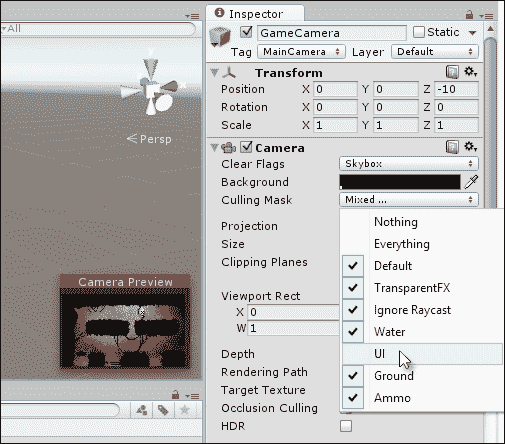 Inspector
All
GameCamera
Static
Tag MainCamera Layer Default
Transform
Position X 0 Y 0 Z -10
Rotation X 0 Y 0 Z 0
Scale X 1 Y 1 Z 1
Persp
Camera
Clear Flags Skybox
Background
Culling Mask Mixed ...
Projection
Size
Clipping Planes
Viewport Rect
X 0
W 1
Depth
Rendering Path
Target Texture
Occlusion Culling
HDR
Nothing
Everything
Default
TransparentFX
Ignore Raycast
Water
UI
Ground
Ammo
Camera Preview